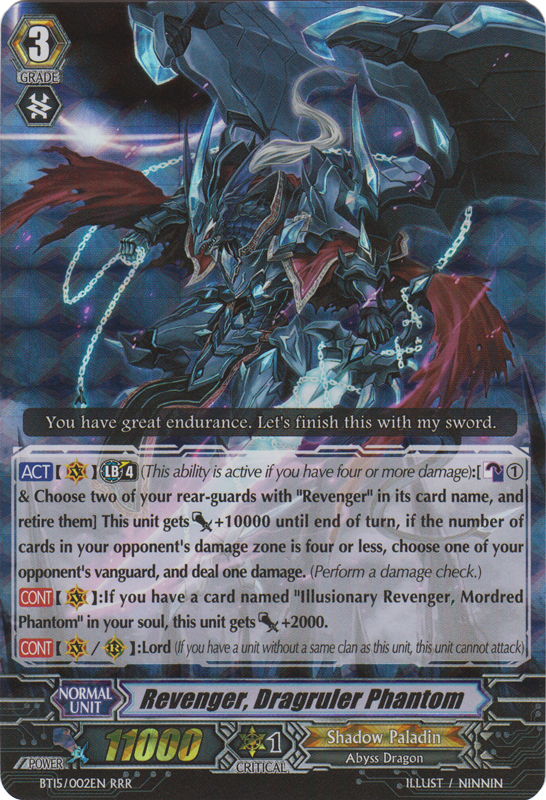 3
GRADE
You have great endurance. Let's finish this with my sword.
ACT【 V 】LB 4 (This ability is active if you have four or more damage):[ ①
& Choose two of your rear-guards with "Revenger" in its card name, and
retire them] This unit gets +10000 until end of turn, if the number of
cards in your opponent's damage zone is four or less, choose one of your
opponent's vanguard, and deal one damage. (Perform a damage check.)
CONT【 V 】:If you have a card named "Illusionary Revenger, Mordred
Phantom" in your soul, this unit gets +2000.
CONT【 V / R 】:Lord (If you have a unit without a same clan as this unit, this unit cannot attack)
NORMAL
UNIT
Revenger, Dragruler Phantom
POWER
11000
1
CRITICAL
Shadow Paladin
Abyss Dragon
BT15/002EN RRR
ILLUST / NINNIN